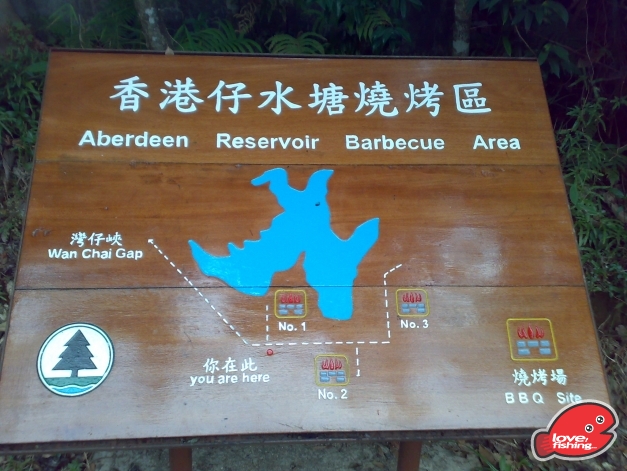 香港仔水塘燒烤區
Aberdeen Reservoir Barbecue Area
灣仔峽
Wan Chai Gap
No. 1
No. 3
你在此
you are here
No. 2
燒烤場
BBQ Site
love,
fishing